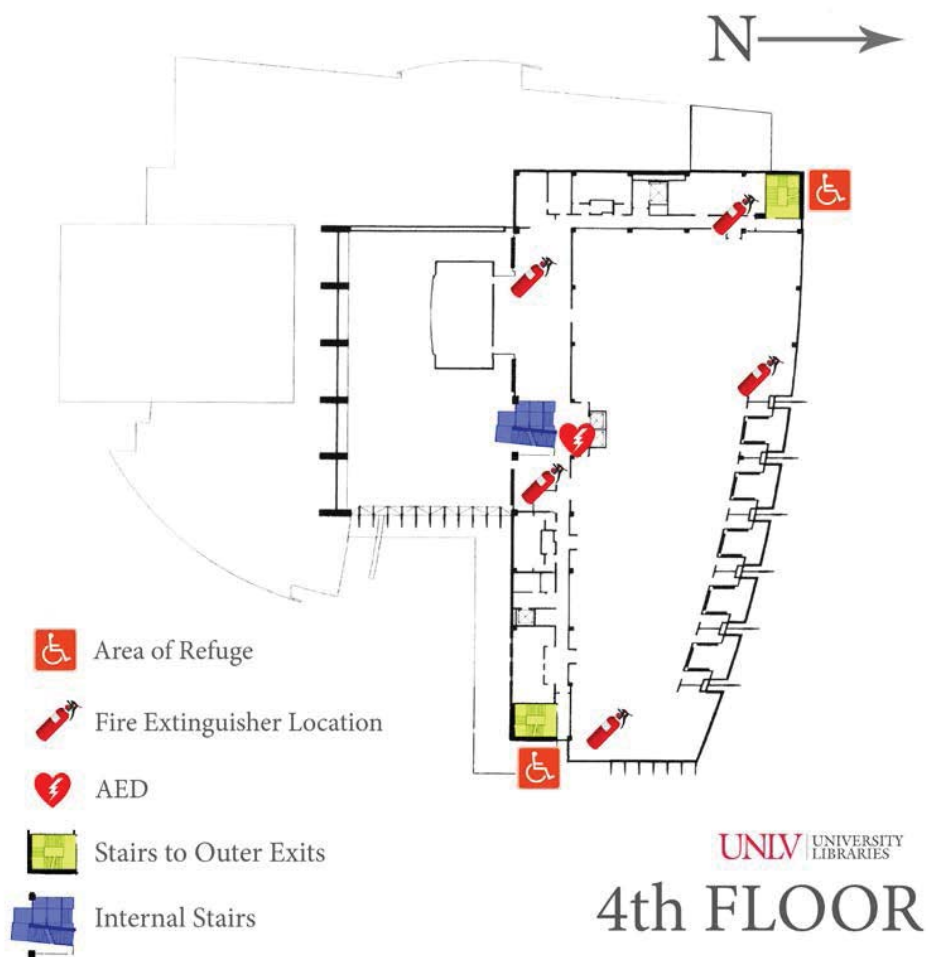 N
Area of Refuge
Fire Extinguisher Location
AED
Stairs to Outer Exits
Internal Stairs
UNLV UNIVERSITY
LIBRARIES
4th FLOOR